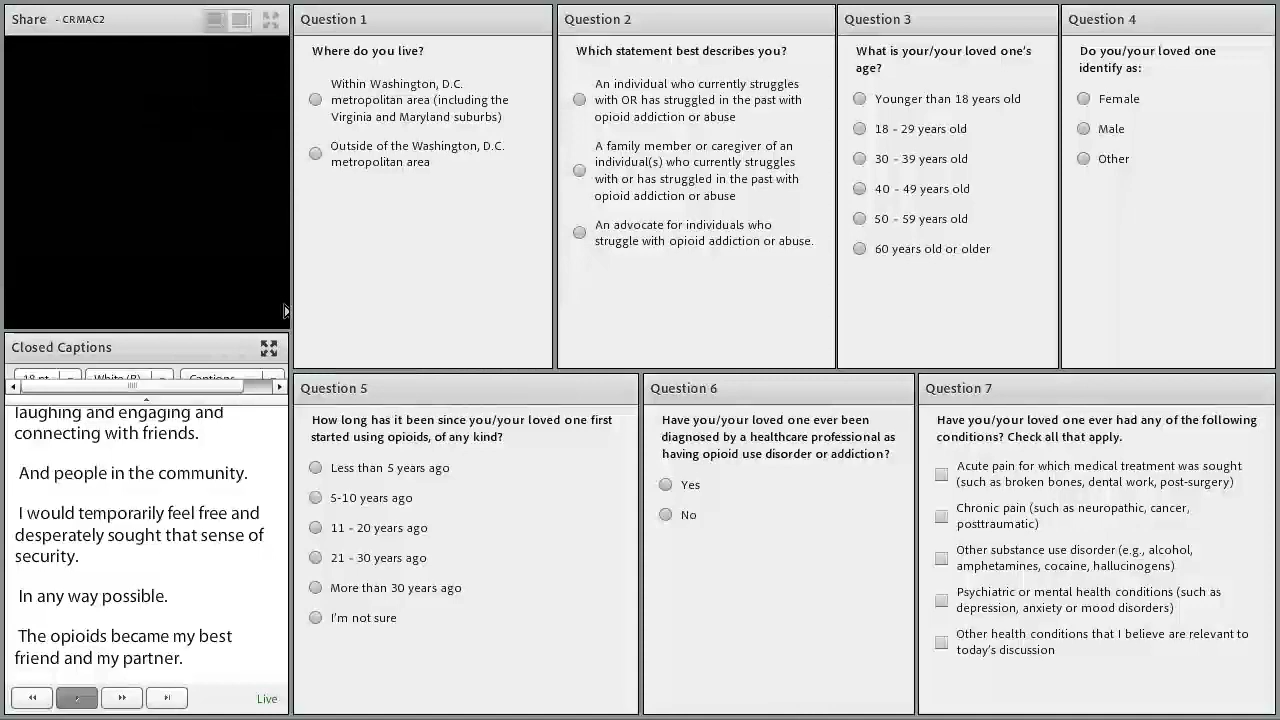 Share - CRMAC2
Question 1
Where do you live?
Within Washington, D.C.
metropolitan area (including the
Virginia and Maryland suburbs)
Outside of the Washington, D.C.
metropolitan area
Question 2
Which statement best describes you?
An individual who currently struggles
with OR has struggled in the past with
opioid addiction or abuse
A family member or caregiver of an
individual(s) who currently struggles
with or has struggled in the past with
opioid addiction or abuse
An advocate for individuals who
struggle with opioid addiction or abuse.
Question 3
What is your/your loved one's
age?
Younger than 18 years old
18 - 29 years old
30 - 39 years old
40 - 49 years old
50 - 59 years old
60 years old or older
Question 4
Do you/your loved one
identify as:
Female
Male
Other
Closed Captions
18 pt
White (B)
Captions
laughing and engaging and
connecting with friends.
And people in the community.
I would temporarily feel free and
desperately sought that sense of
security.
In any way possible.
The opioids became my best
friend and my partner.
Live
Question 5
How long has it been since you/your loved one first
started using opioids, of any kind?
Less than 5 years ago
5-10 years ago
11 - 20 years ago
21 - 30 years ago
More than 30 years ago
I'm not sure
Question 6
Have you/your loved one ever been
diagnosed by a healthcare professional as
having opioid use disorder or addiction?
Yes
No
Question 7
Have you/your loved one ever had any of the following
conditions? Check all that apply.
Acute pain for which medical treatment was sought
(such as broken bones, dental work, post-surgery)
Chronic pain (such as neuropathic, cancer,
posttraumatic)
Other substance use disorder (e.g., alcohol,
amphetamines, cocaine, hallucinogens)
Psychiatric or mental health conditions (such as
depression, anxiety or mood disorders)
Other health conditions that I believe are relevant to
today's discussion